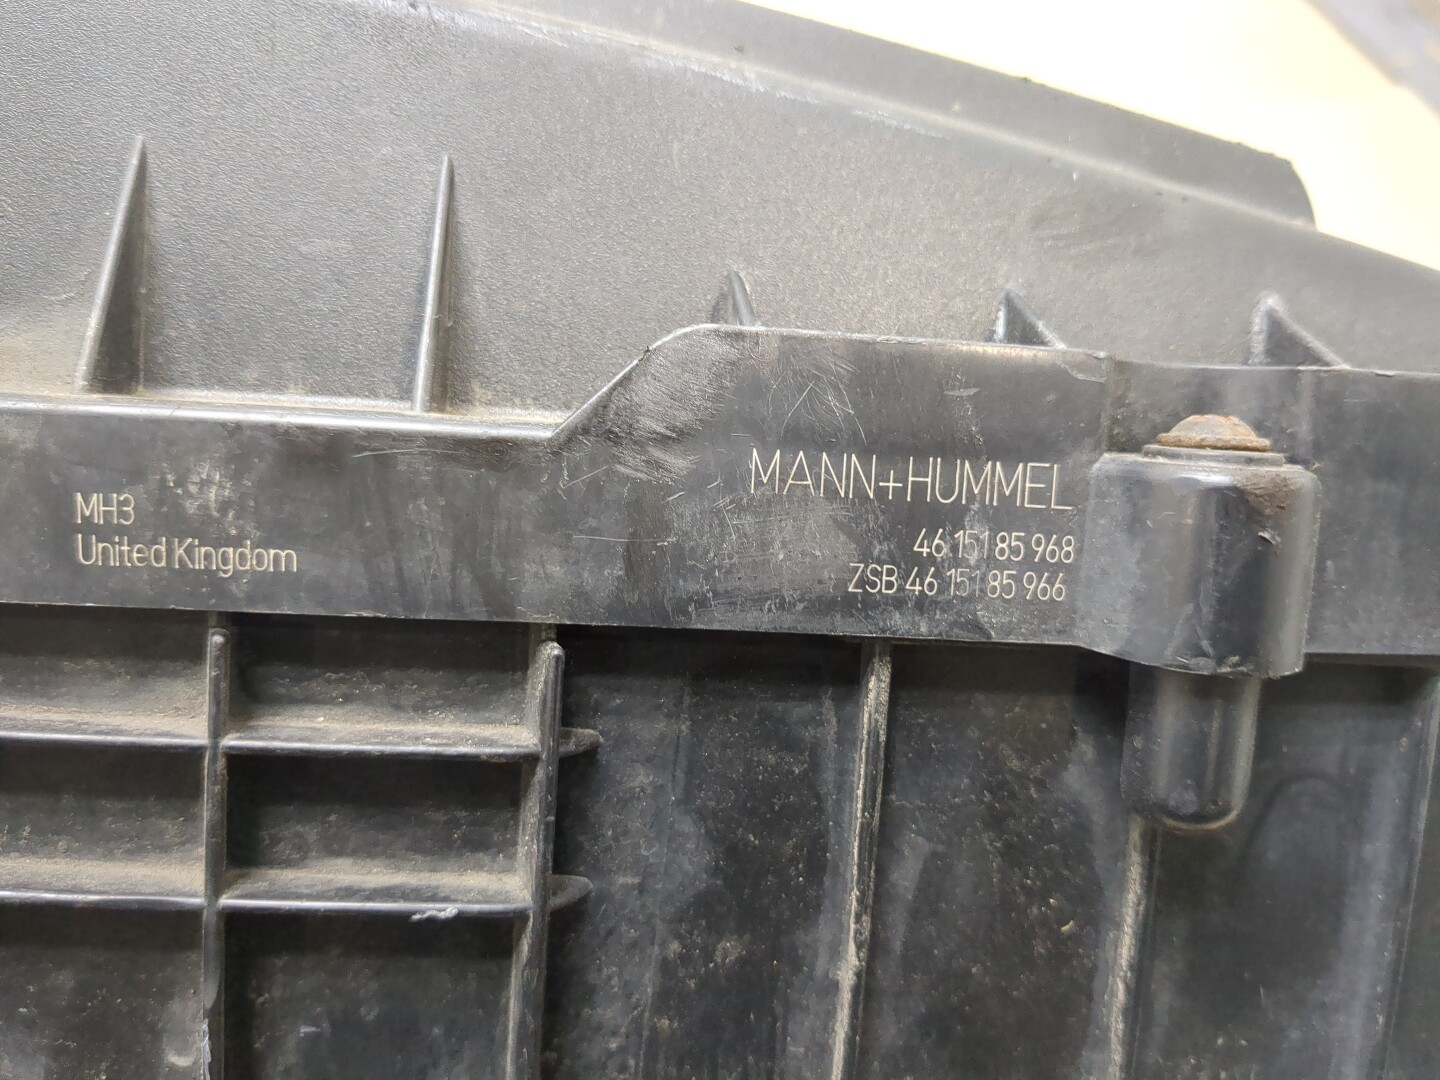 MH3
United Kingdom
MANN+HUMMEL
46 151 85 968
ZSB 46 151 85 966